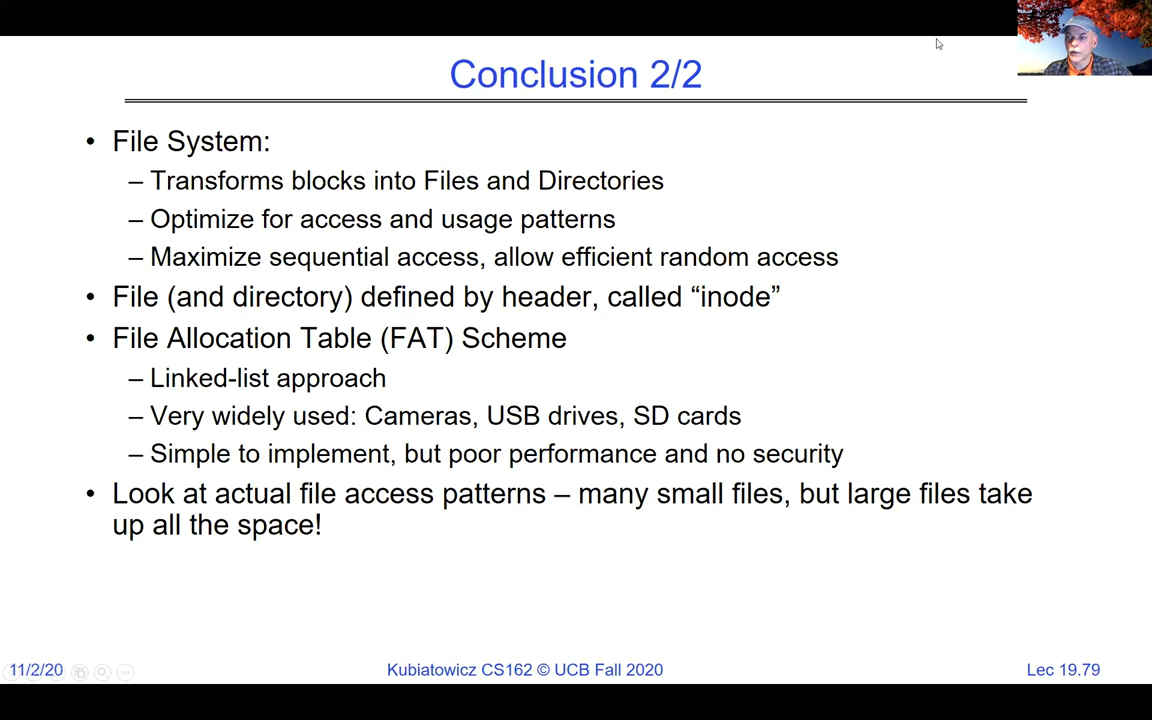 Conclusion 2/2
• File System:
– Transforms blocks into Files and Directories
– Optimize for access and usage patterns
– Maximize sequential access, allow efficient random access
• File (and directory) defined by header, called “inode”
• File Allocation Table (FAT) Scheme
– Linked-list approach
– Very widely used: Cameras, USB drives, SD cards
– Simple to implement, but poor performance and no security
• Look at actual file access patterns – many small files, but large files take
up all the space!
11/2/20
Kubiatowicz CS162 © UCB Fall 2020
Lec 19.79